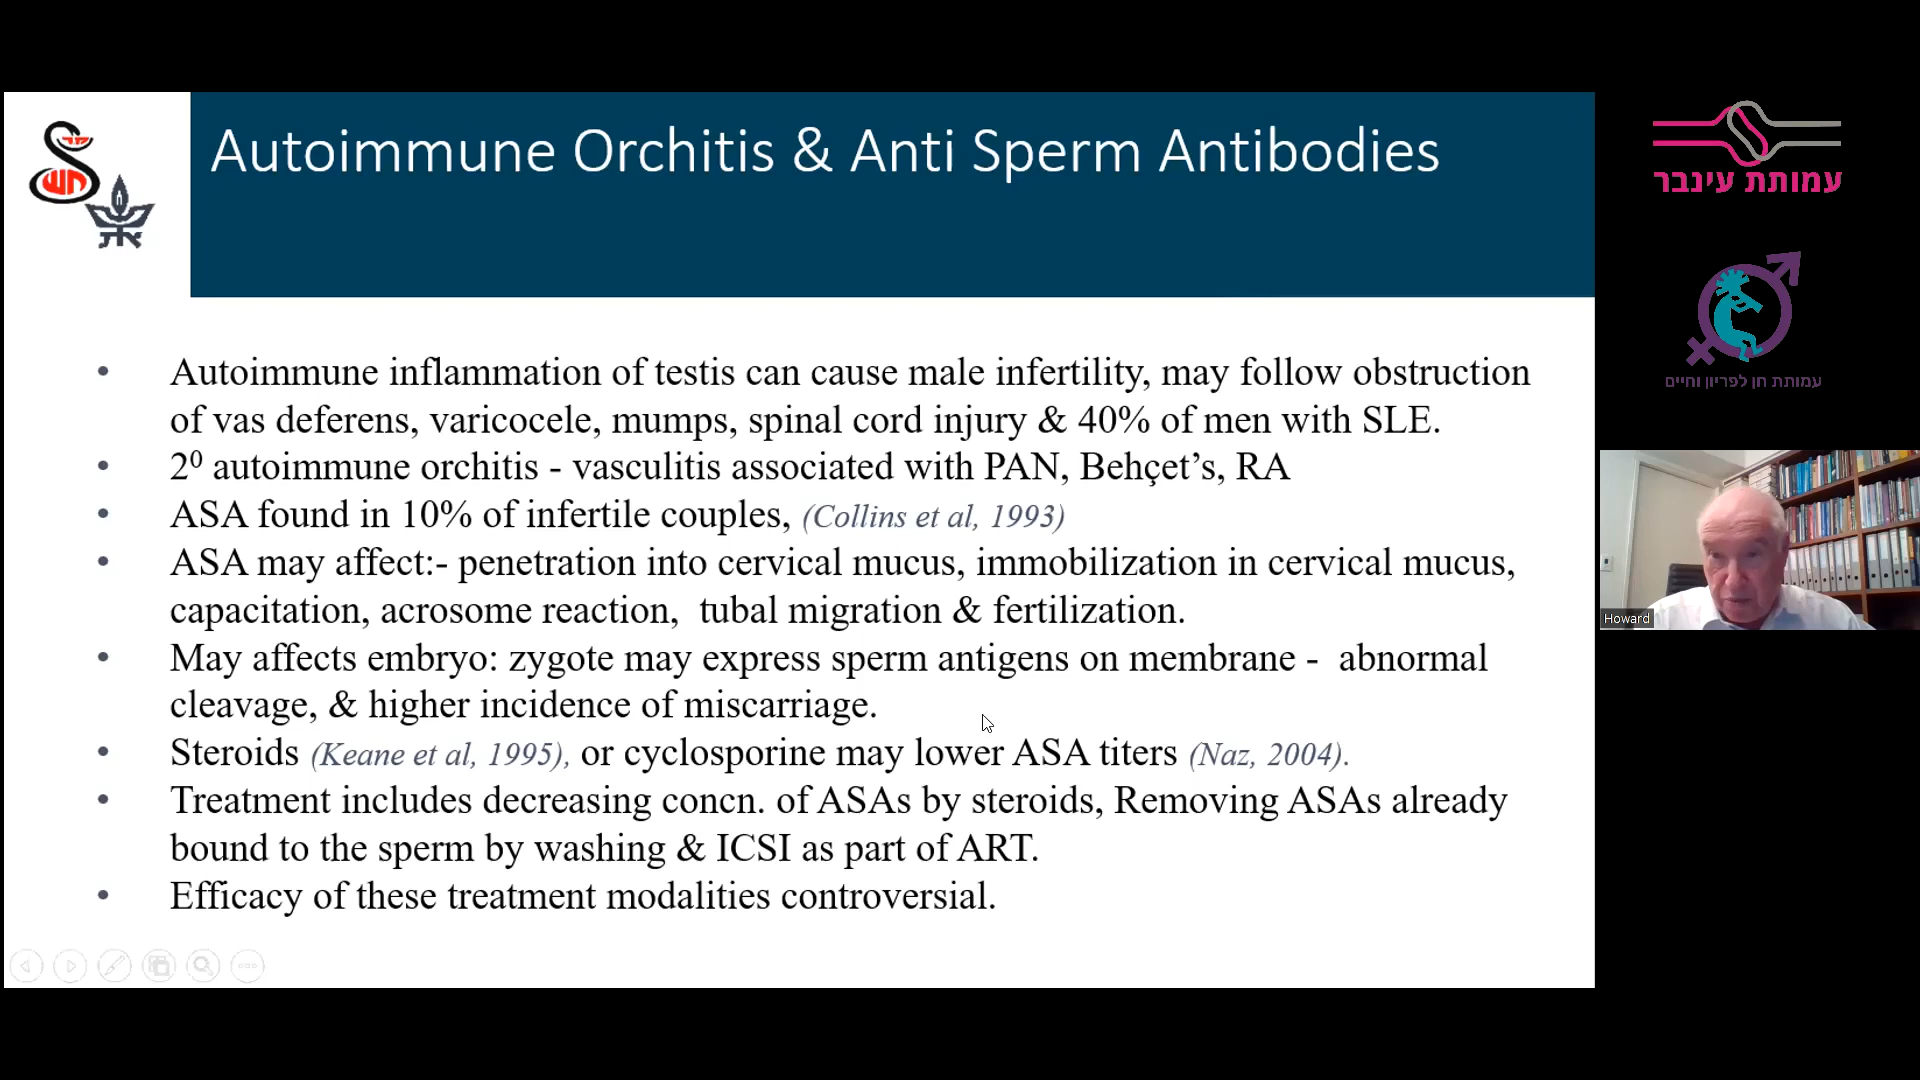 Autoimmune Orchitis & Anti Sperm Antibodies
• Autoimmune inflammation of testis can cause male infertility, may follow obstruction
of vas deferens, varicocele, mumps, spinal cord injury & 40% of men with SLE.
• 2⁰ autoimmune orchitis - vasculitis associated with PAN, Behçet’s, RA
• ASA found in 10% of infertile couples, (Collins et al, 1993)
• ASA may affect:- penetration into cervical mucus, immobilization in cervical mucus,
capacitation, acrosome reaction, tubal migration & fertilization.
• May affects embryo: zygote may express sperm antigens on membrane - abnormal
cleavage, & higher incidence of miscarriage.
• Steroids (Keane et al, 1995), or cyclosporine may lower ASA titers (Naz, 2004).
• Treatment includes decreasing concn. of ASAs by steroids, Removing ASAs already
bound to the sperm by washing & ICSI as part of ART.
• Efficacy of these treatment modalities controversial.
עמותת עינבר
עמותת חן לפריון וחיים
Howard